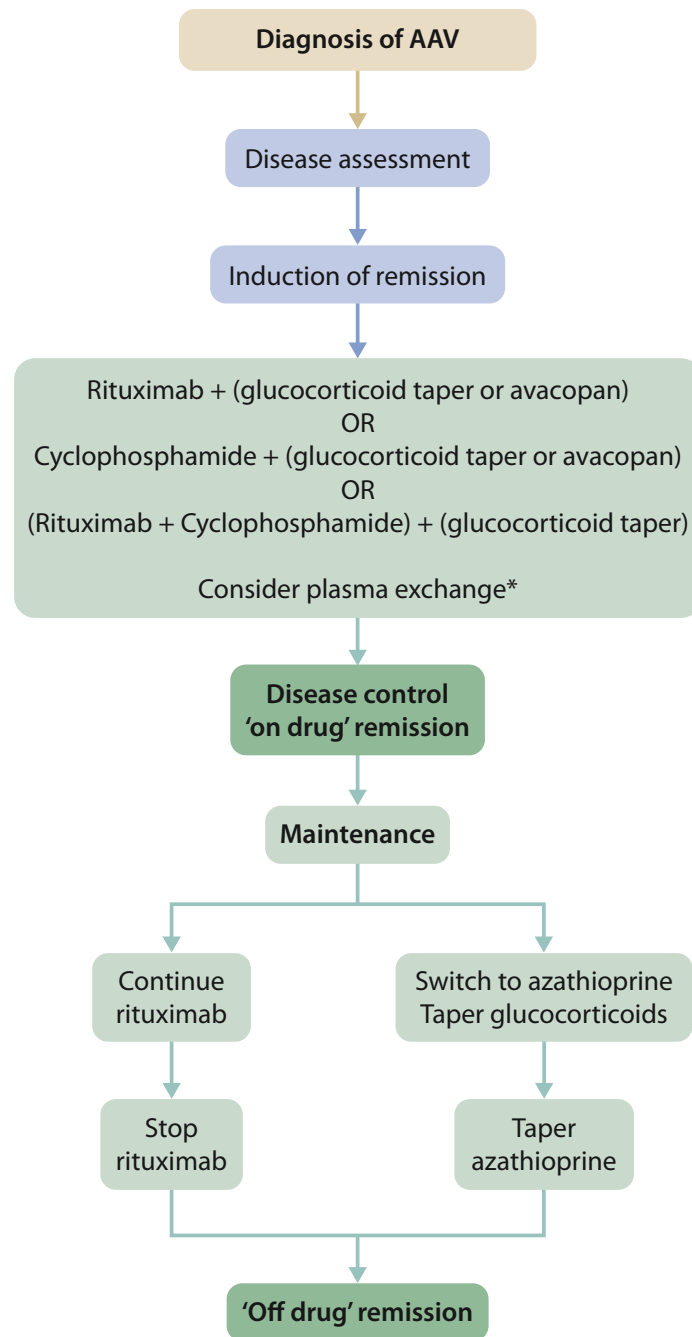 Diagnosis of AAV
Disease assessment
Induction of remission
Rituximab + (glucocorticoid taper or avacopan)
OR
Cyclophosphamide + (glucocorticoid taper or avacopan)
OR
(Rituximab + Cyclophosphamide) + (glucocorticoid taper)
Consider plasma exchange*
Disease control
‘on drug’ remission
Maintenance
Continue
rituximab
Switch to azathioprine
Taper glucocorticoids
Stop
rituximab
Taper
azathioprine
‘Off drug’ remission